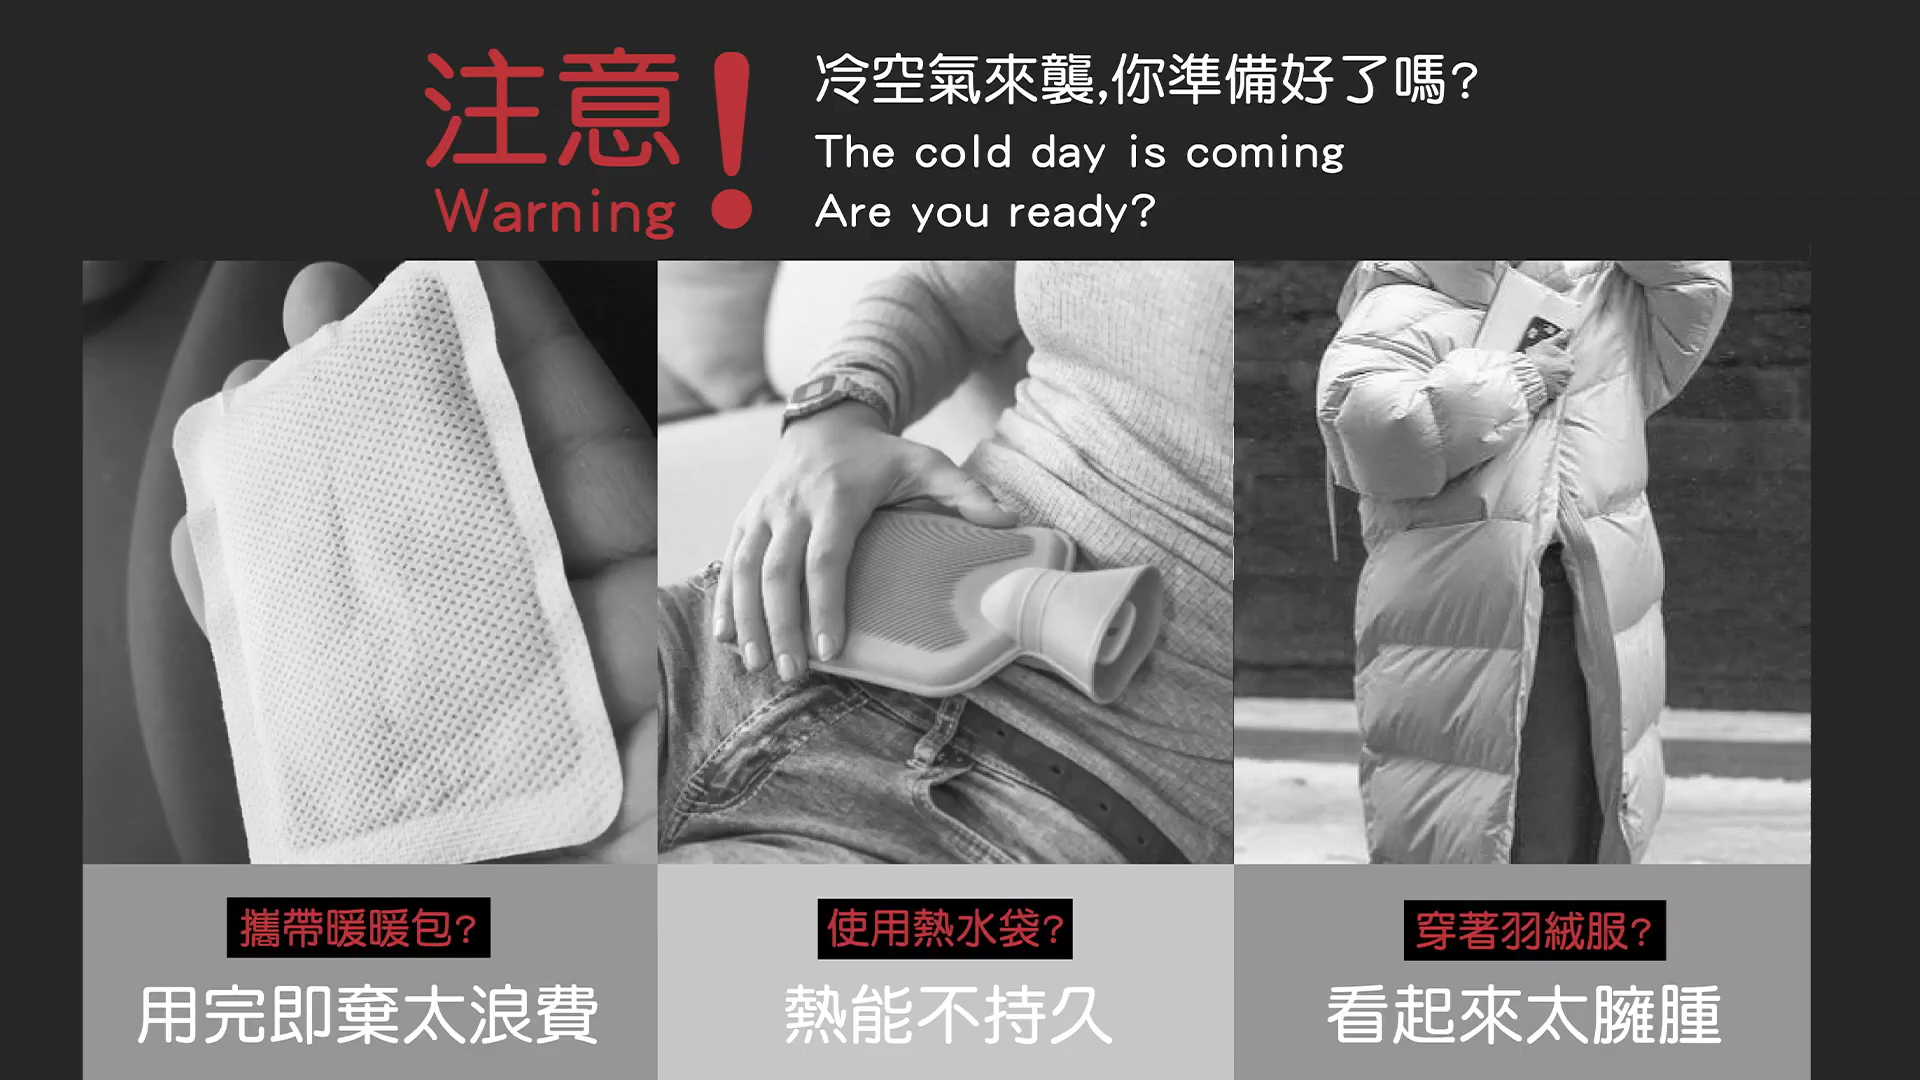 注意!
Warning
冷空氣來襲,你準備好了嗎?
The cold day is coming
Are you ready?
攜帶暖暖包?
用完即棄太浪費
使用熱水袋?
熱能不持久
穿著羽絨服?
看起來太臃腫